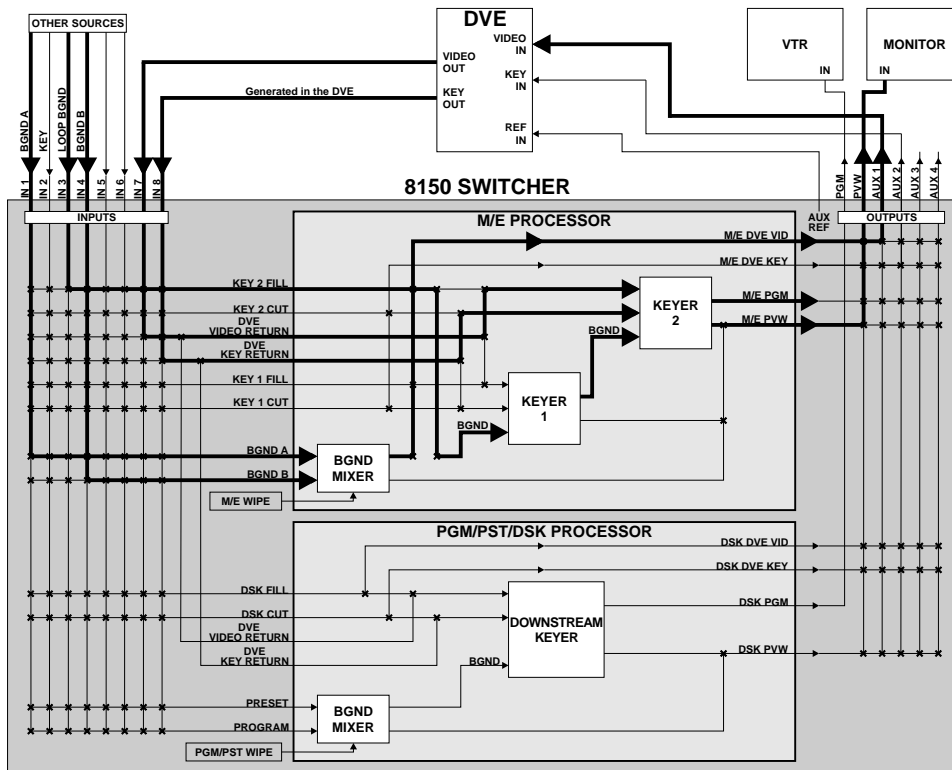 OTHER SOURCES
DVE
VIDEO IN
KEY IN
REF IN
VIDEO OUT
KEY OUT
Generated in the DVE
VTR
IN
MONITOR
IN
BGND A
KEY
LOOP BGND
BGND B
IN 1
IN 2
IN 3
IN 4
IN 5
IN 6
IN 7
IN 8
PGM
PVW
AUX 1
AUX 2
AUX 3
AUX 4
8150 SWITCHER
INPUTS
M/E PROCESSOR
AUX REF
OUTPUTS
M/E DVE VID
M/E DVE KEY
KEY 2 FILL
KEY 2 CUT
DVE
VIDEO RETURN
DVE
KEY RETURN
KEY 1 FILL
KEY 1 CUT
KEYER 2
M/E PGM
M/E PVW
BGND
KEYER 1
BGND
BGND A
BGND B
BGND MIXER
M/E WIPE
PGM/PST/DSK PROCESSOR
DSK DVE VID
DSK DVE KEY
DSK FILL
DSK CUT
DVE
VIDEO RETURN
DVE
KEY RETURN
DOWNSTREAM KEYER
BGND
DSK PGM
DSK PVW
PRESET
PROGRAM
BGND MIXER
PGM/PST WIPE